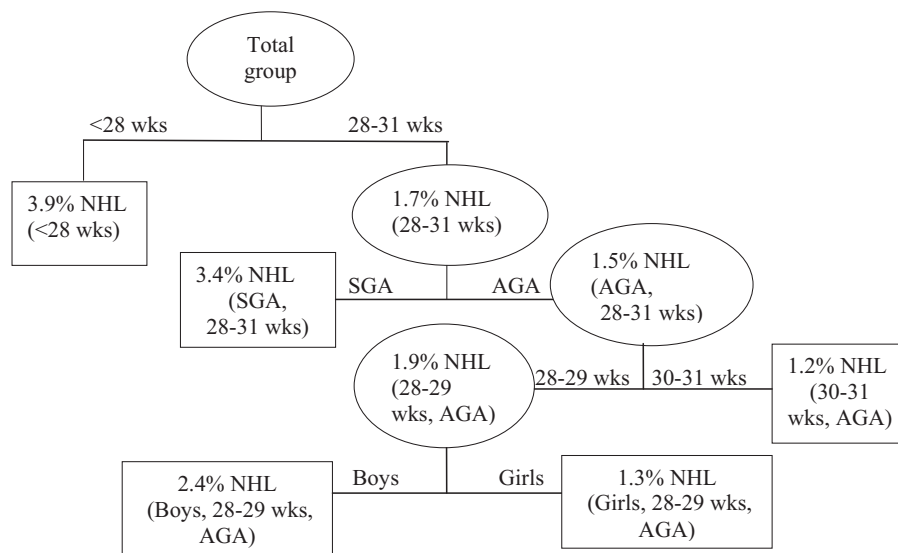 Total
group
<28 wks
28-31 wks
3.9% NHL
(<28 wks)
1.7% NHL
(28-31 wks)
3.4% NHL
(SGA,
28-31 wks)
SGA
AGA
1.5% NHL
(AGA,
28-31 wks)
1.9% NHL
(28-29
wks, AGA)
28-29 wks
30-31 wks
1.2% NHL
(30-31
wks, AGA)
2.4% NHL
(Boys, 28-29 wks,
AGA)
Boys
Girls
1.3% NHL
(Girls, 28-29 wks,
AGA)